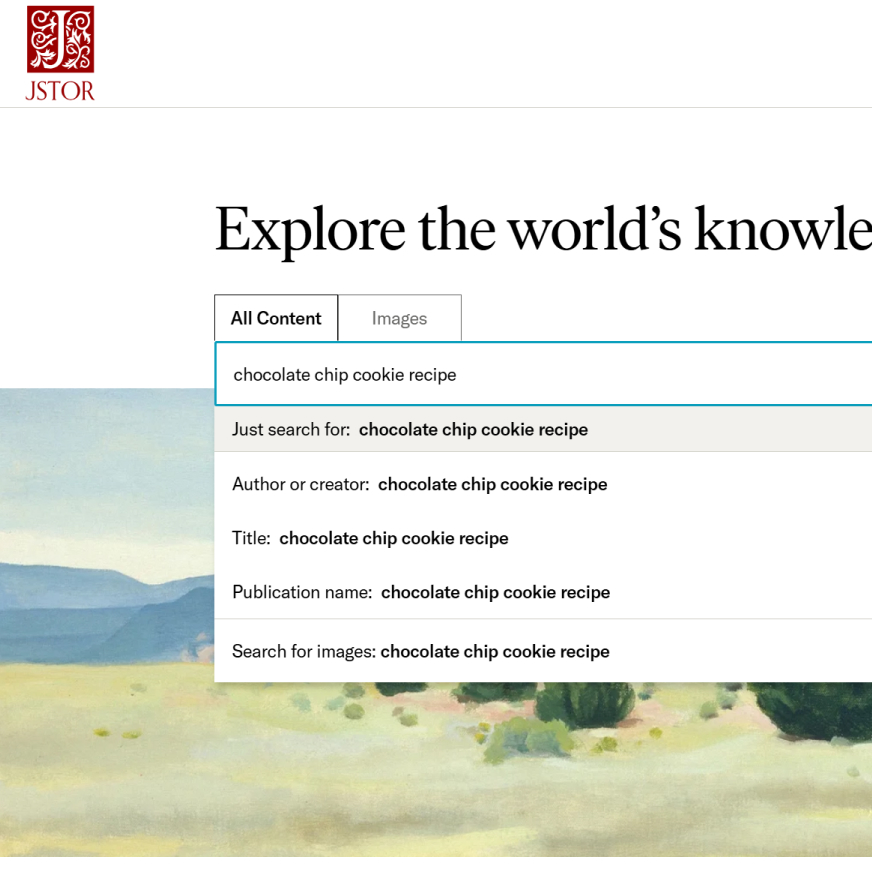 J
JSTOR
Explore the world’s knowle
All Content
Images
chocolate chip cookie recipe
Just search for: chocolate chip cookie recipe
Author or creator: chocolate chip cookie recipe
Title: chocolate chip cookie recipe
Publication name: chocolate chip cookie recipe
Search for images: chocolate chip cookie recipe